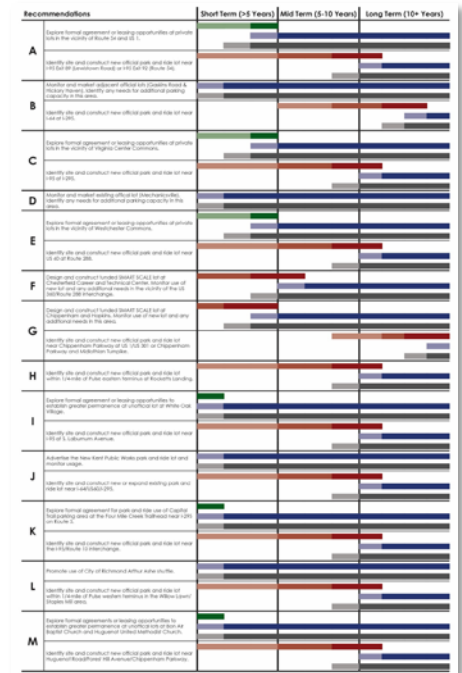 Recommendations
Short Term (>5 Years)
Mid Term (5-10 Years)
Long Term (10+ Years)
A
Explore formal agreement or leasing opportunities at private
lots in the vicinity of Route 54 and US 1.
Identify site and construct new official park and ride lot near
I-95 Exit 89 (Lewistown Road) or I-95 Exit 92 (Route 54).
B
Monitor and market adjacent official lots (Gaskins Road &
Hickory Haven). Identify any needs for additional parking
capacity in this area.
Identify site and construct new official park and ride lot near
I-64 at I-295.
C
Explore formal agreement or leasing opportunities at private
lots in the vicinity of Virginia Center Commons.
Identify site and construct new official park and ride lot near
I-95 at I-295.
D
Monitor and market existing official lot (Mechanicsville).
Identify any needs for additional parking capacity in this
area.
E
Explore formal agreement or leasing opportunities at private
lots in the vicinity of Westchester Commons.
Identify site and construct new official park and ride lot near
US 60 at Route 288.
F
Design and construct funded SMART SCALE lot at
Chesterfield Career and Technical Center. Monitor use of
new lot and any additional needs in the vicinity of the US
360/Route 288 interchange.
G
Design and construct funded SMART SCALE lot at
Chippenham and Hopkins. Monitor use of new lot and any
additional needs in this area.
Identify site and construct new official park and ride lot
near Chippenham Parkway at US 1/US 301 or Chippenham
Parkway and Midlothian Turnpike.
H
Identify site and construct new official park and ride lot
within 1/4-mile of Pulse eastern terminus at Rocketts Landing.
I
Explore formal agreement or leasing opportunities to
establish greater permanence at unofficial lot at White Oak
Village.
Identify site and construct new official park and ride lot near
I-95 at S. Laburnum Avenue.
J
Advertise the New Kent Public Works park and ride lot and
monitor usage.
Identify site and construct new or expand existing park and
ride lot near
K
Explore formal agreement for park and ride use of Capital
Trail parking area at the Four Mile Creek Trailhead near I-295
on Route 5.
Identify site and construct new official park and ride lot near
the I-95/Route 10 interchange.
L
Promote use of City of Richmond Arthur Ashe shuttle.
Identify site and construct new official park and ride lot
within 1/4-mile of Pulse western terminus in the Willow Lawn/
Staples Mill area.
M
Explore formal agreements or leasing opportunities to
establish greater permanence at unofficial lots at Bon Air
Baptist Church and Huguenot United Methodist Church.
Identify site and construct new official park and ride lot near
Huguenot Road/Forest Hill Avenue/Chippenham Parkway.